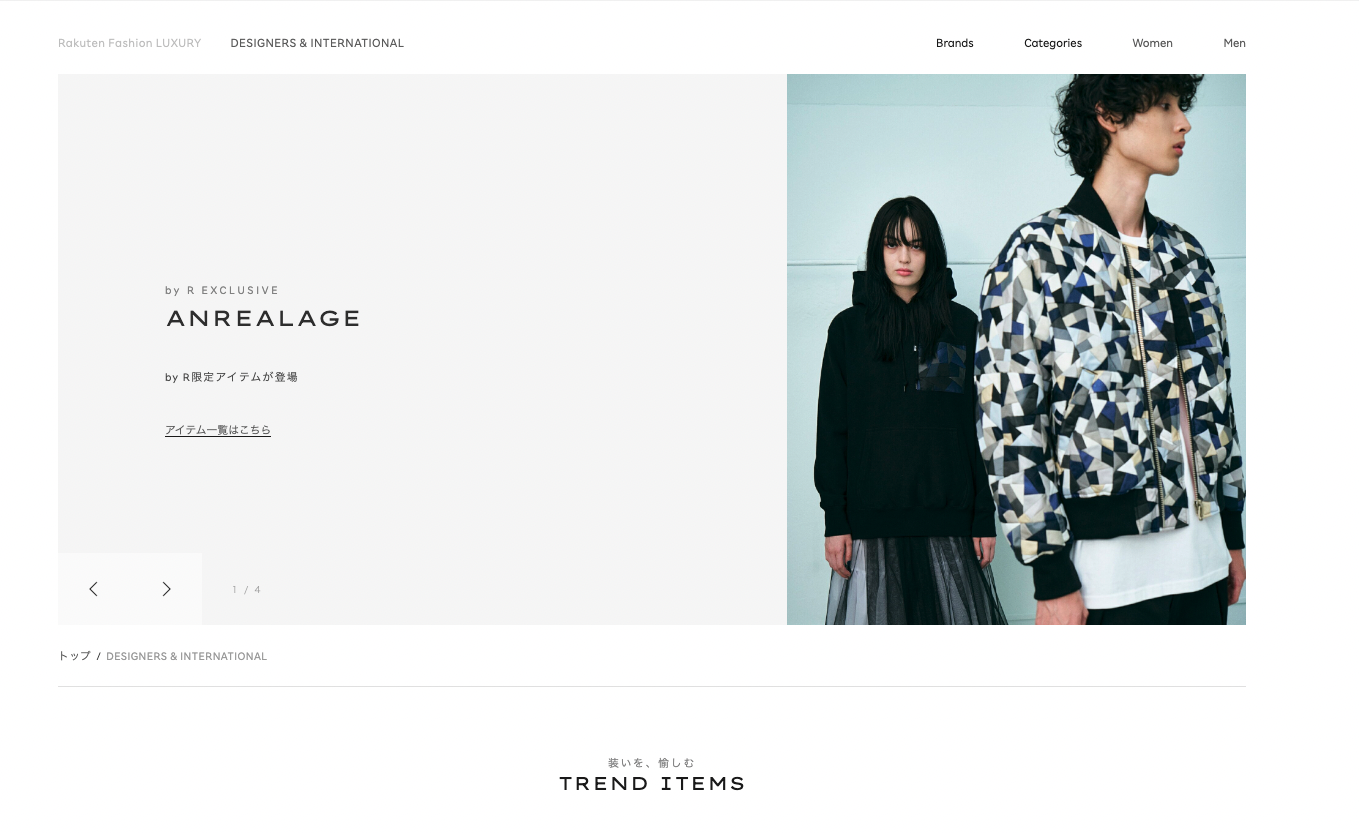 Rakuten Fashion LUXURY
DESIGNERS & INTERNATIONAL
Brands
Categories
Women
Men
by R EXCLUSIVE
ANREALAGE
by R限定アイテムが登場
アイテム一覧はこちら
1 / 4
トップ / DESIGNERS & INTERNATIONAL
装いを、愉しむ
TREND ITEMS